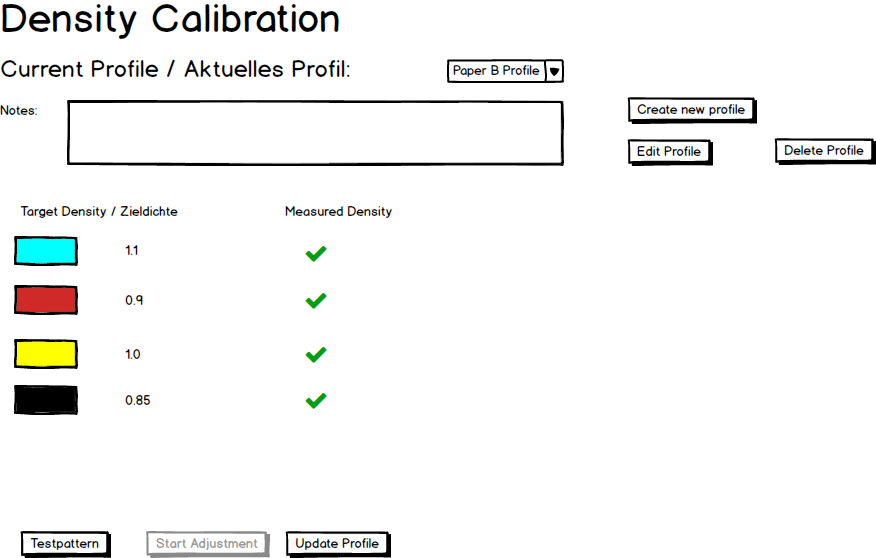 Density Calibration
Current Profile / Aktuelles Profil:
Paper B Profile
Notes:
Create new profile
Edit Profile
Delete Profile
Target Density / Zieldichte
Measured Density
1.1
0.9
1.0
0.85
Testpattern
Start Adjustment
Update Profile